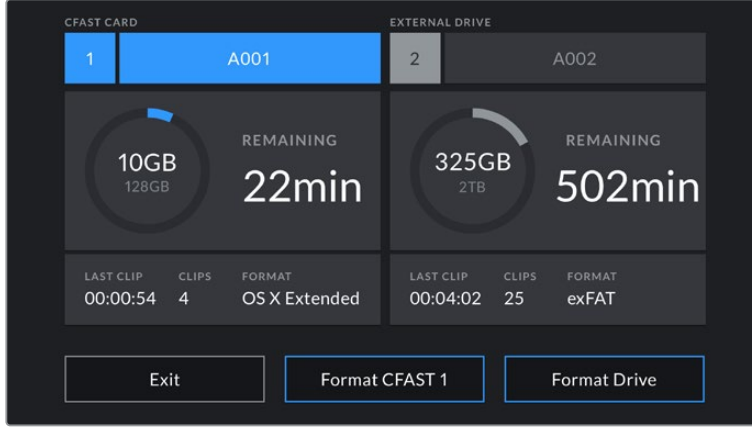 CFAST CARD
1 A001
10GB
128GB
REMAINING
22min
LAST CLIP CLIPS FORMAT
00:00:54 4 OS X Extended
EXTERNAL DRIVE
2 A002
325GB
2TB
REMAINING
502min
LAST CLIP CLIPS FORMAT
00:04:02 25 exFAT
Exit Format CFAST 1 Format Drive